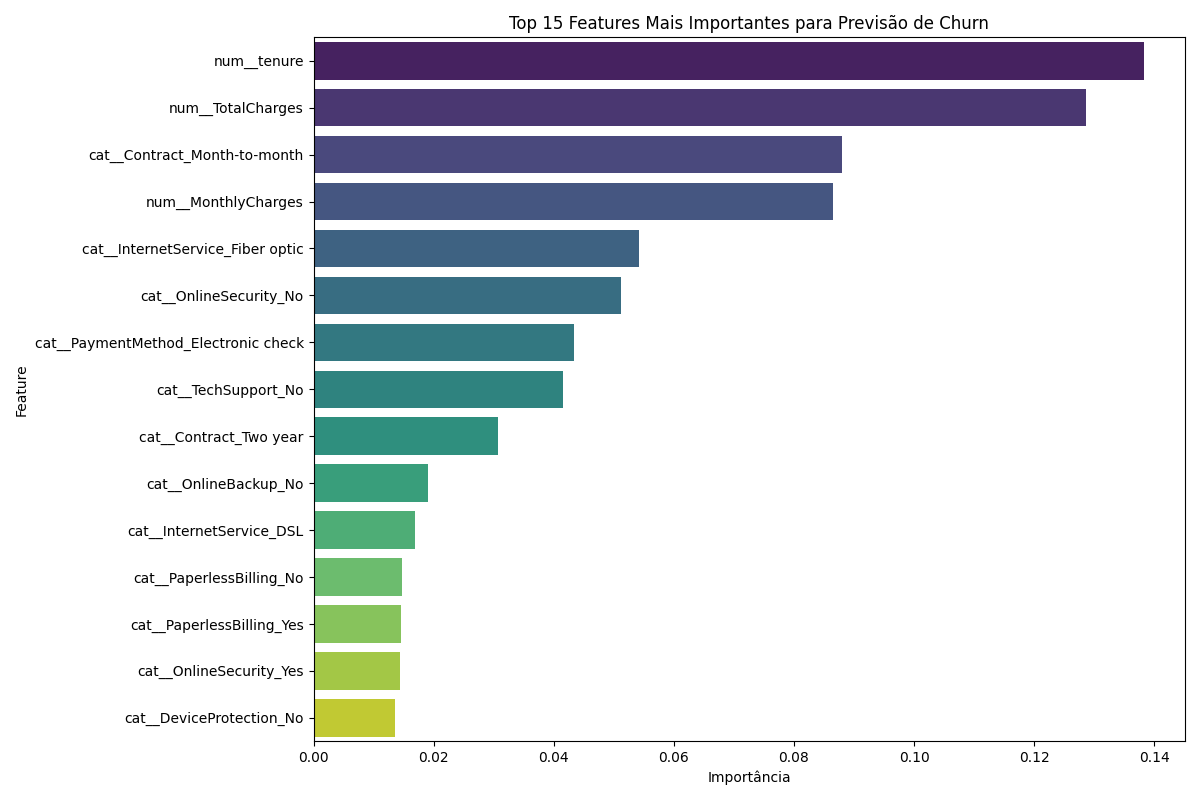 Top 15 Features Mais Importantes para Previsão de Churn
Feature
num__tenure
num__TotalCharges
cat__Contract_Month-to-month
num__MonthlyCharges
cat__InternetService_Fiber optic
cat__OnlineSecurity_No
cat__PaymentMethod_Electronic check
cat__TechSupport_No
cat__Contract_Two year
cat__OnlineBackup_No
cat__InternetService_DSL
cat__PaperlessBilling_No
cat__PaperlessBilling_Yes
cat__OnlineSecurity_Yes
cat__DeviceProtection_No
0.00 0.02 0.04 0.06 0.08 0.10 0.12 0.14
Importância